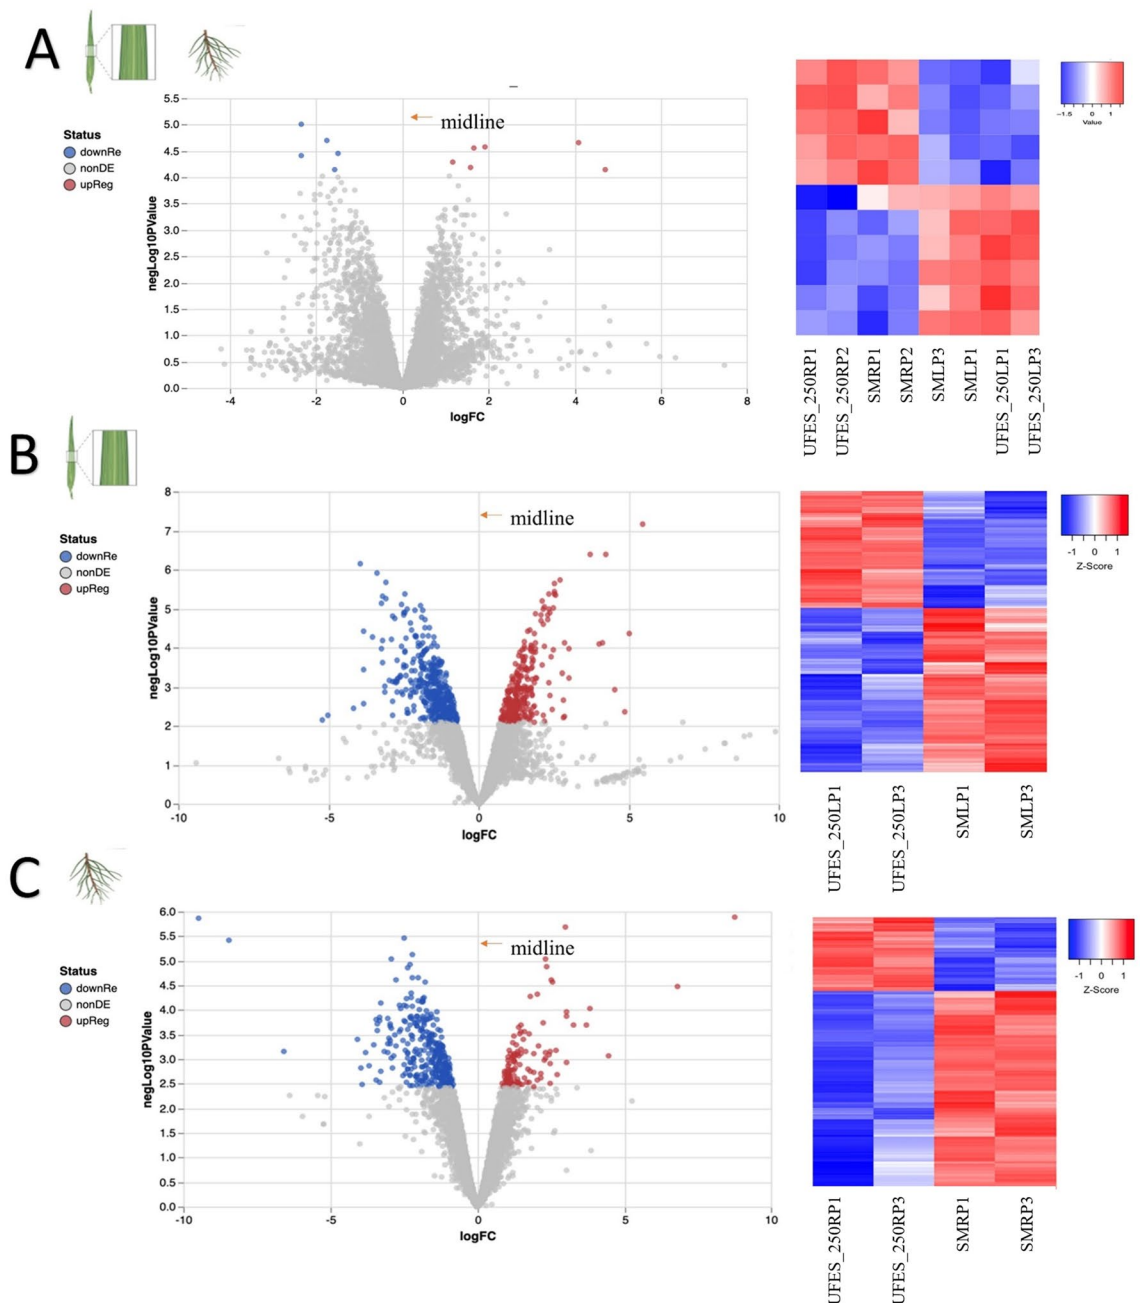 A
Status
downRe
nonDE
upReg
negLog10PValue
5.5
5.0
4.5
4.0
3.5
3.0
2.5
2.0
1.5
1.0
0.5
0.0
midline
-4
-2
0
2
4
6
8
logFC
-1.5 0 1
Value
UFES_250RP1
UFES_250RP2
SMRP1
SMRP2
SMLP3
SMLP1
UFES_250LP1
UFES_250LP3
B
Status
downRe
nonDE
upReg
negLog10PValue
8
7
6
5
4
3
2
1
0
midline
-10
-5
0
5
10
logFC
-1 0 1
Z-Score
UFES_250LP1
UFES_250LP3
SMLP1
SMLP3
C
Status
downRe
nonDE
upReg
negLog10PValue
6.0
5.5
5.0
4.5
4.0
3.5
3.0
2.5
2.0
1.5
1.0
0.5
0.0
midline
-10
-5
0
5
10
logFC
-1 0 1
Z-Score
UFES_250RP1
UFES_250RP3
SMRP1
SMRP3